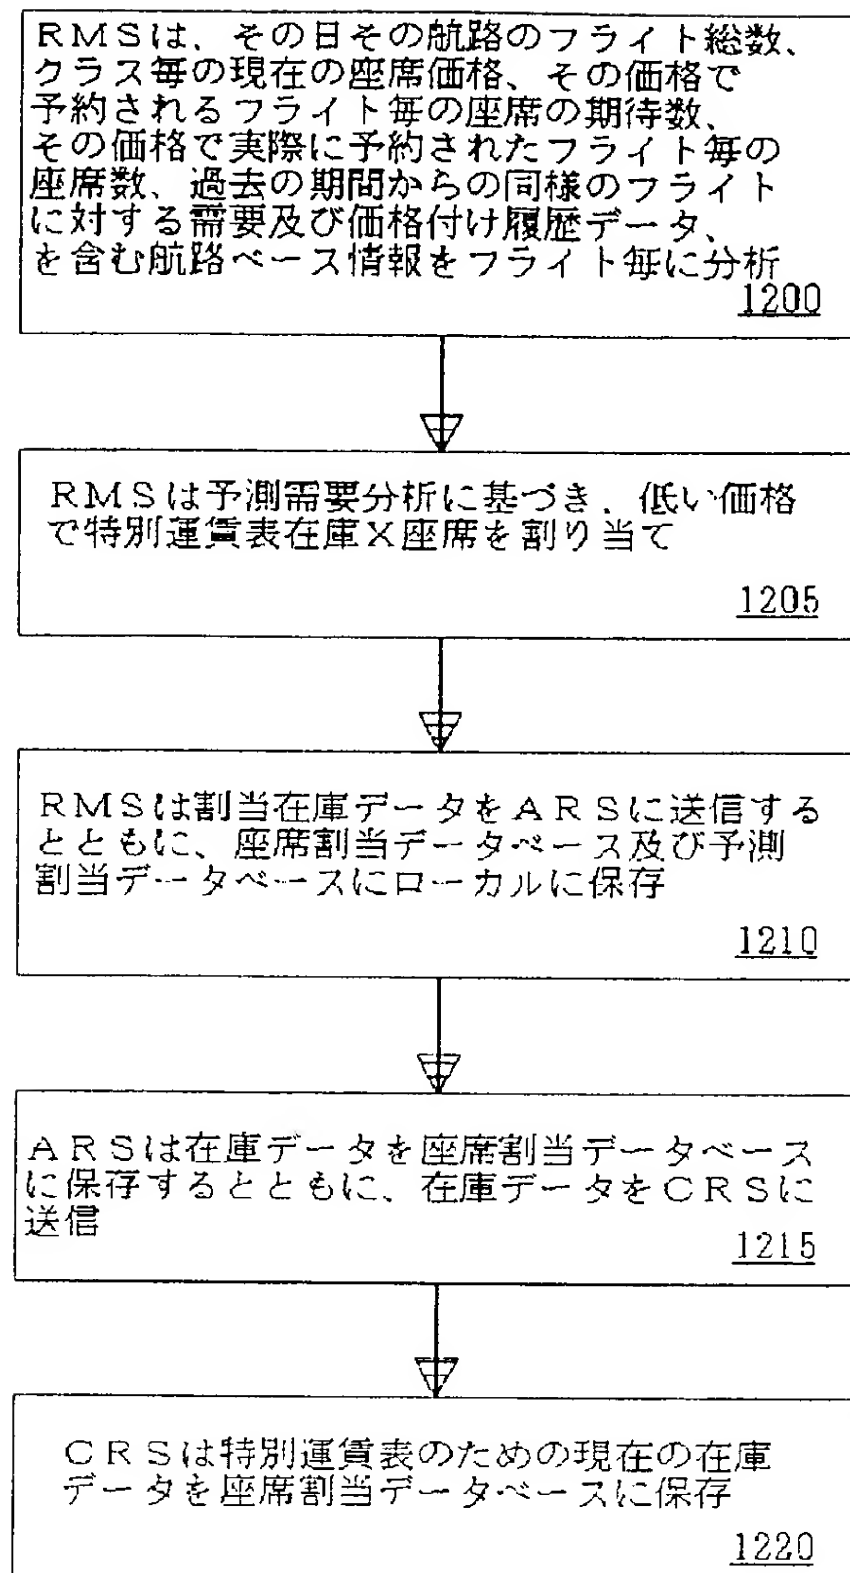 RMSは、その日その航路のフライト総数、
クラス毎の現在の座席価格、その価格で
予約されるフライト毎の座席の期待数、
その価格で実際に予約されたフライト毎の
座席数、過去の期間からの同様のフライト
に対する需要及び価格付け履歴データ、
を含む航路ベース情報をフライト毎に分析
1200
RMSは予測需要分析に基づき、低い価格
で特別運賃表在庫X座席を割り当て
1205
RMSは割当在庫データをARSに送信する
とともに、座席割当データベース及び予測
割当データベースにローカルに保存
1210
ARSは在庫データを座席割当データベース
に保存するとともに、在庫データをCRSに
送信
1215
CRSは特別運賃表のための現在の在庫
データを座席割当データベースに保存
1220